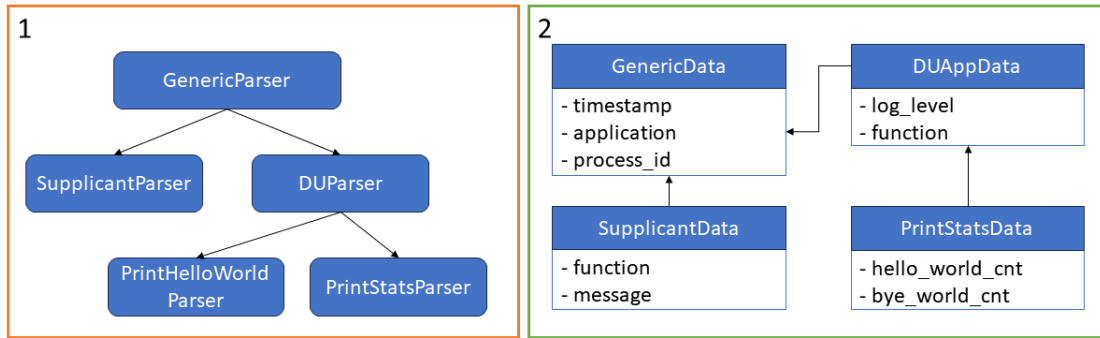 1
GenericParser
SupplicantParser
DUParser
PrintHelloWorld
Parser
PrintStatsParser
2
GenericData
- timestamp
- application
- process_id
DUAppData
- log_level
- function
SupplicantData
- function
- message
PrintStatsData
- hello_world_cnt
- bye_world_cnt